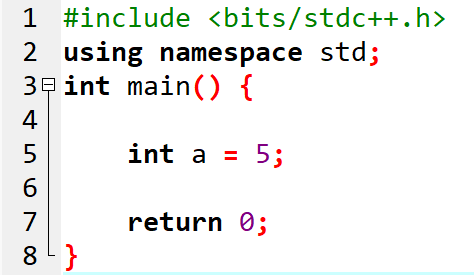 1 #include <bits/stdc++.h>
2 using namespace std;
3 int main() {
4
5     int a = 5;
6
7     return 0;
8 }